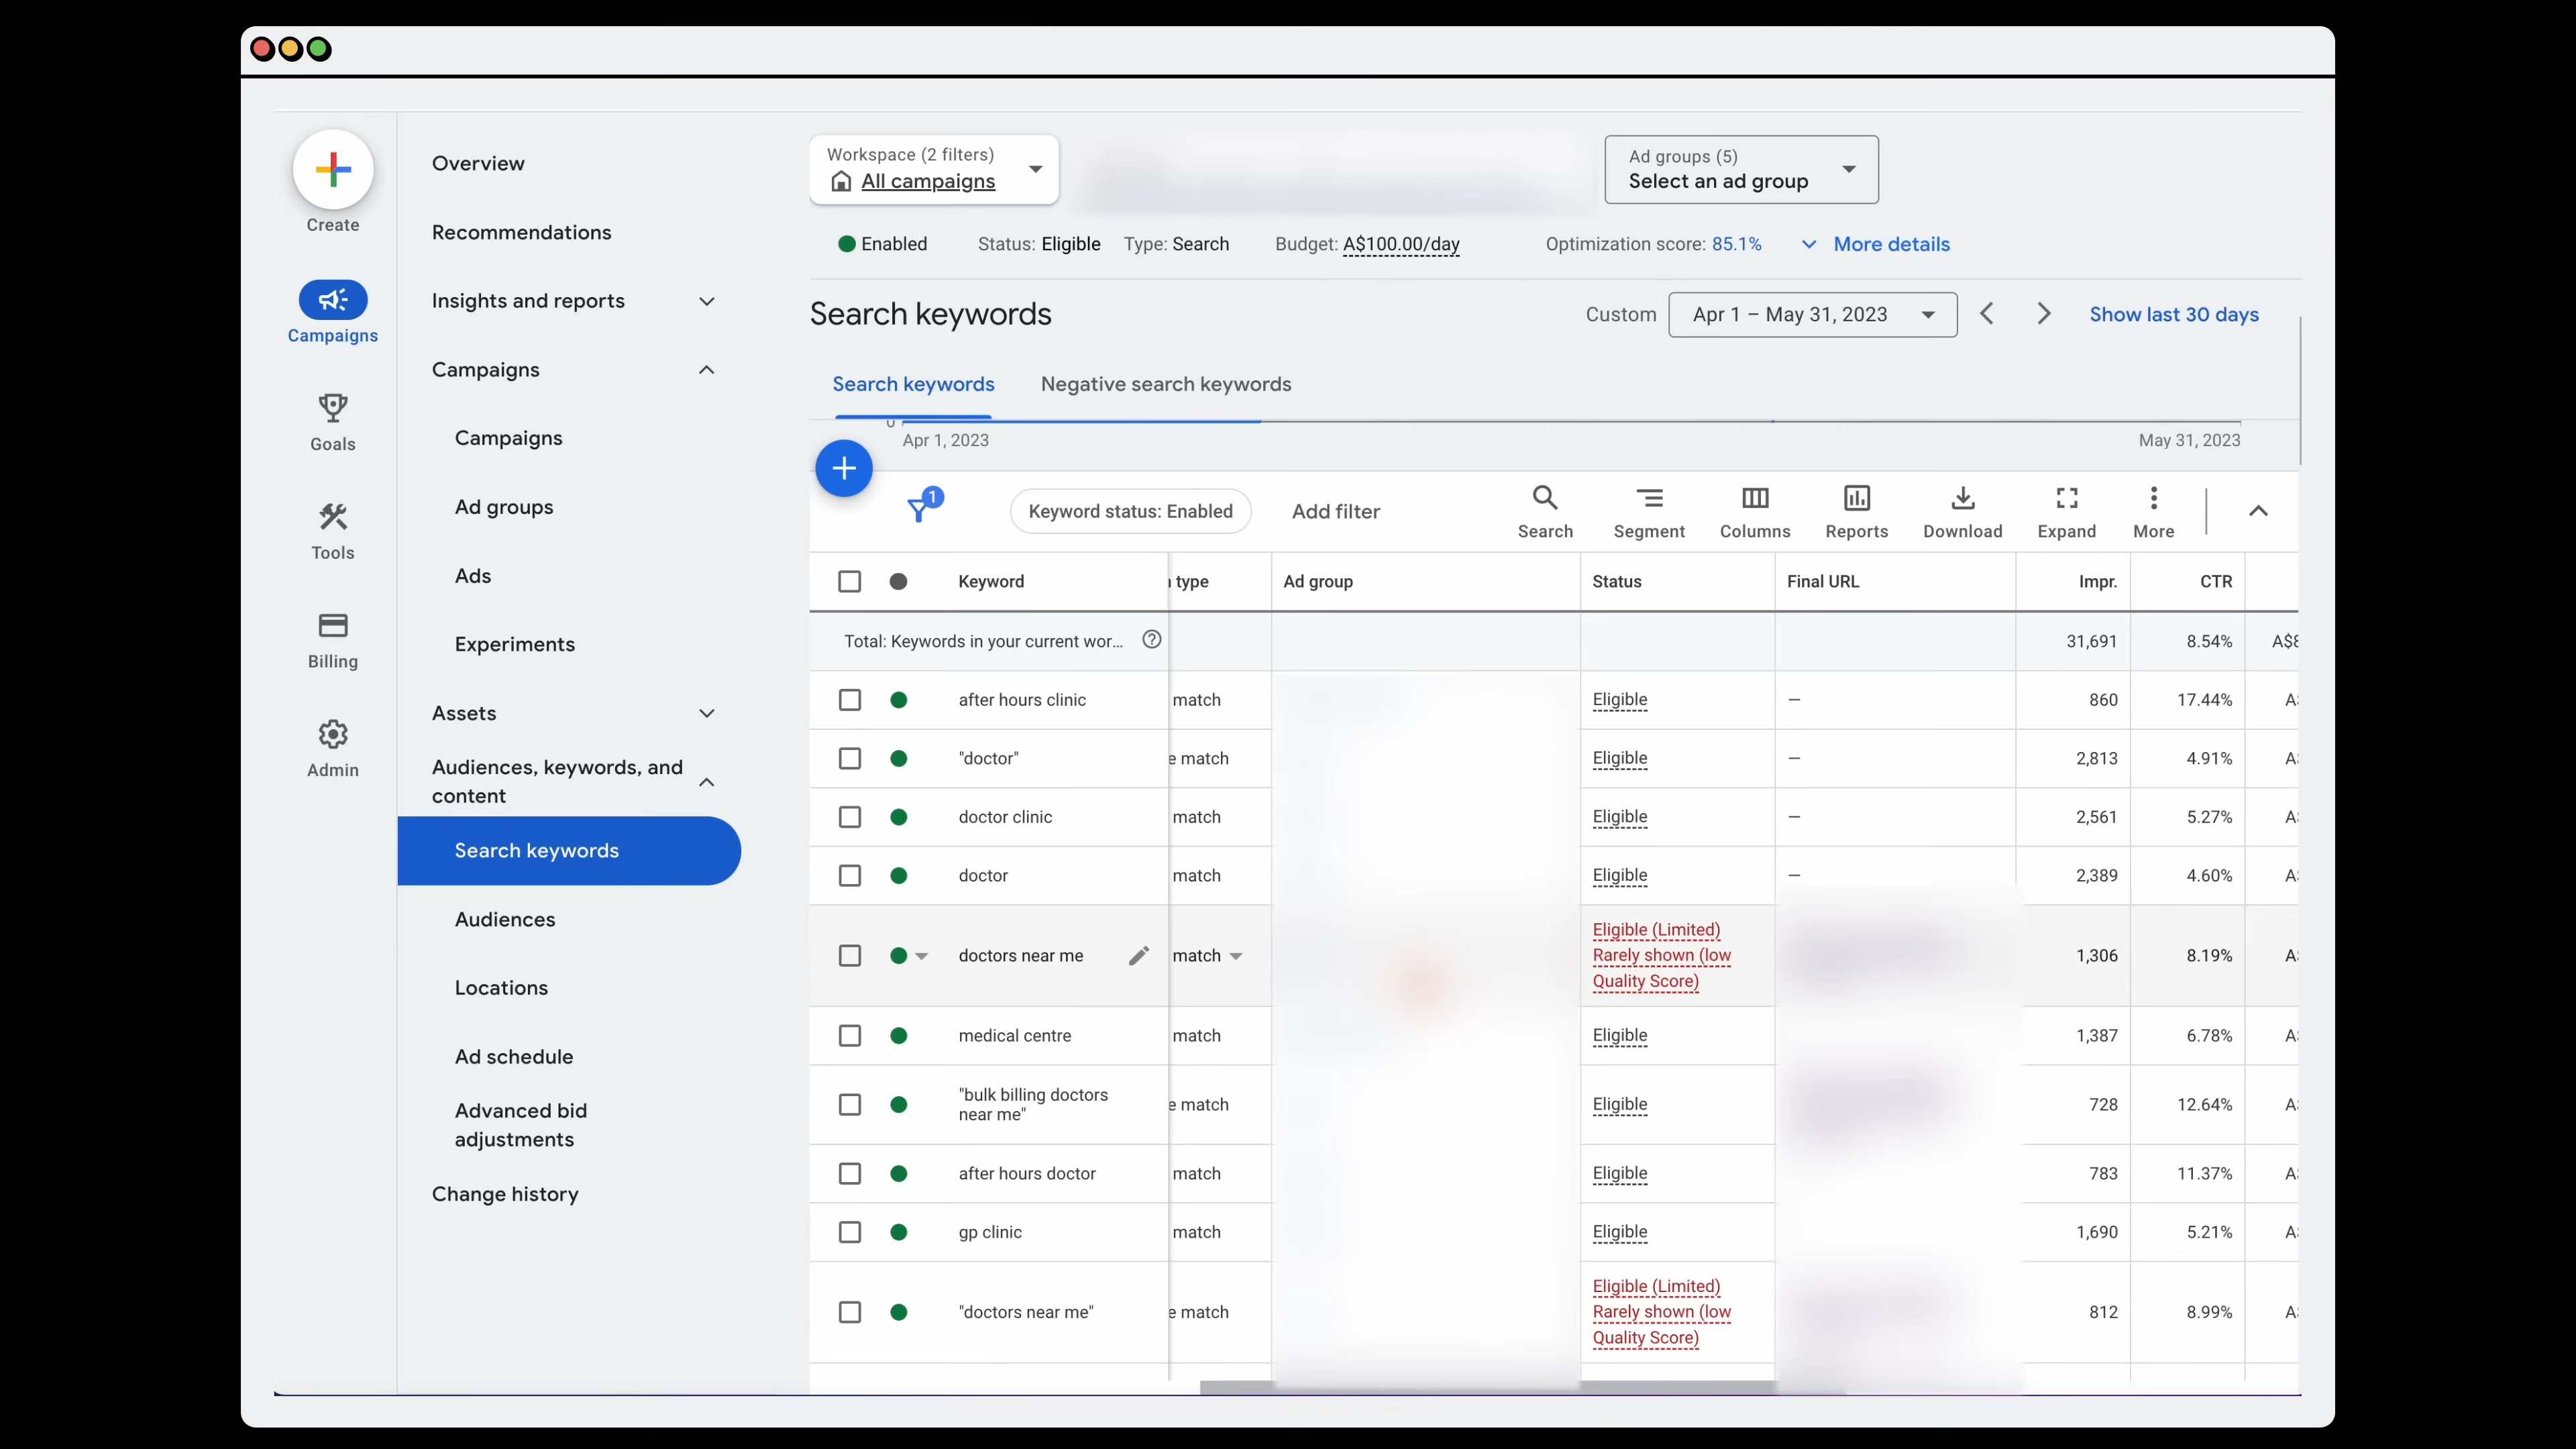 Create
Campaigns
Goals
Tools
Billing
Admin
Overview
Recommendations
Insights and reports
Campaigns
Campaigns
Ad groups
Ads
Experiments
Assets
Audiences, keywords, and
content
Search keywords
Audiences
Locations
Ad schedule
Advanced bid
adjustments
Change history
Workspace (2 filters)
All campaigns
Ad groups (5)
Select an ad group
Enabled Status: Eligible Type: Search Budget: A$100.00/day Optimization score: 85.1% More details
Search keywords
Custom Apr 1 – May 31, 2023 Show last 30 days
Search keywords Negative search keywords
0
Apr 1, 2023 May 31, 2023
1
Keyword status: Enabled Add filter
Search Segment Columns Reports Download Expand More
Keyword type Ad group Status Final URL Impr. CTR
Total: Keywords in your current wor... 31,691 8.54% A$
after hours clinic match Eligible — 860 17.44%
"doctor" e match Eligible — 2,813 4.91%
doctor clinic match Eligible — 2,561 5.27%
doctor match Eligible — 2,389 4.60%
doctors near me match Eligible (Limited)
Rarely shown (low
Quality Score) 1,306 8.19%
medical centre match Eligible 1,387 6.78%
"bulk billing doctors
near me" e match Eligible 728 12.64%
after hours doctor match Eligible 783 11.37%
gp clinic match Eligible 1,690 5.21%
"doctors near me" e match Eligible (Limited)
Rarely shown (low
Quality Score) 812 8.99%